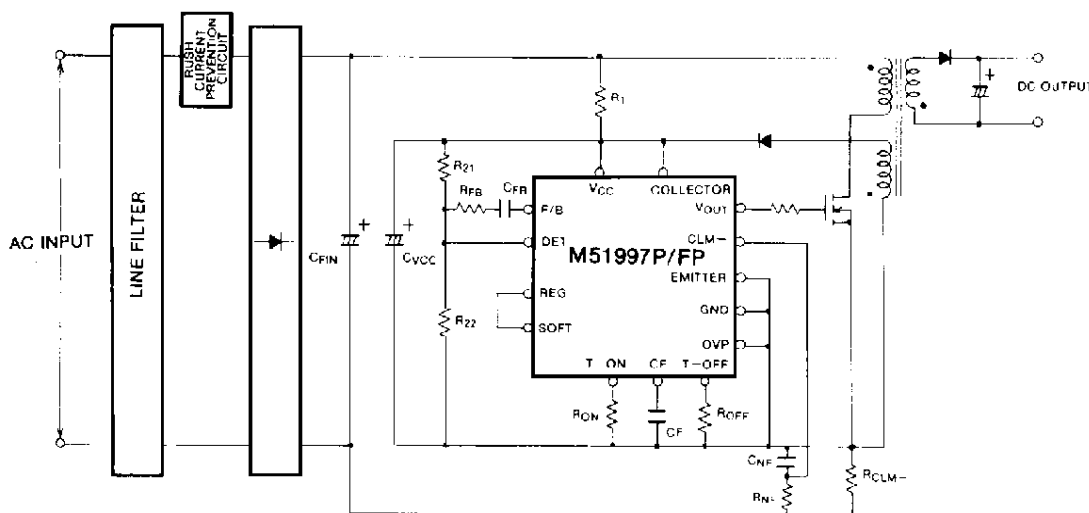 RUSH
CURRENT
PREVENTION
CIRCUIT
LINE FILTER
AC INPUT
CFIN
CVCC
R1
R21
RFB
CFB
R22
VCC
COLLECTOR
F/B
VOUT
DET
CLM-
M51997P/FP
EMITTER
REG
GND
SOFT
OVP
T-ON
CF
T-OFF
RON
CF
ROFF
CNF
RNF
RCLM-
DC OUTPUT
+
+
+